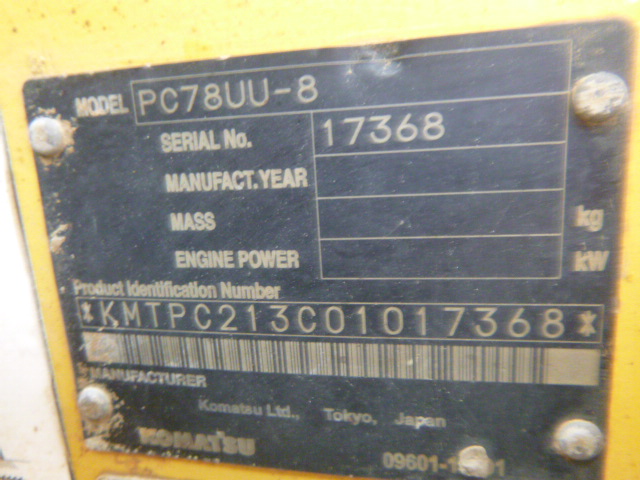 MODEL PC78UU-8
SERIAL No. 17368
MANUFACT. YEAR
MASS kg
ENGINE POWER kW
Product Identification Number
*KMTPC213C01017368*
MANUFACTURER
Komatsu Ltd., Tokyo, Japan
KOMATSU